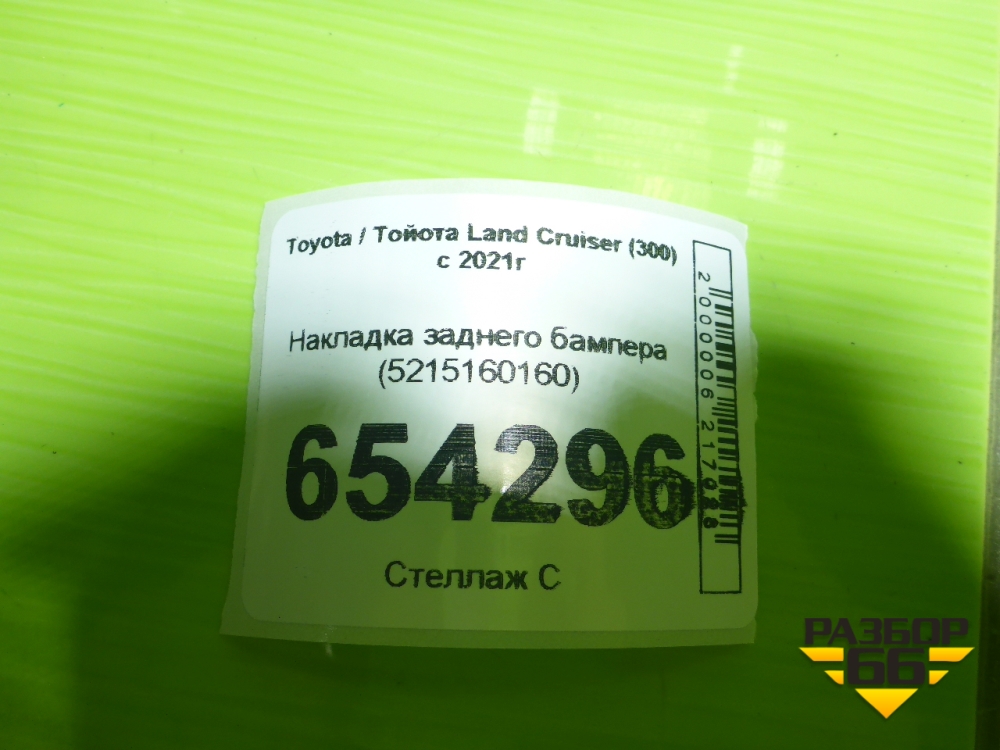 Toyota / Тойота Land Cruiser (300)
с 2021г
Накладка заднего бампера
(5215160160)
654296
Стеллаж С
РАЗБОР
66